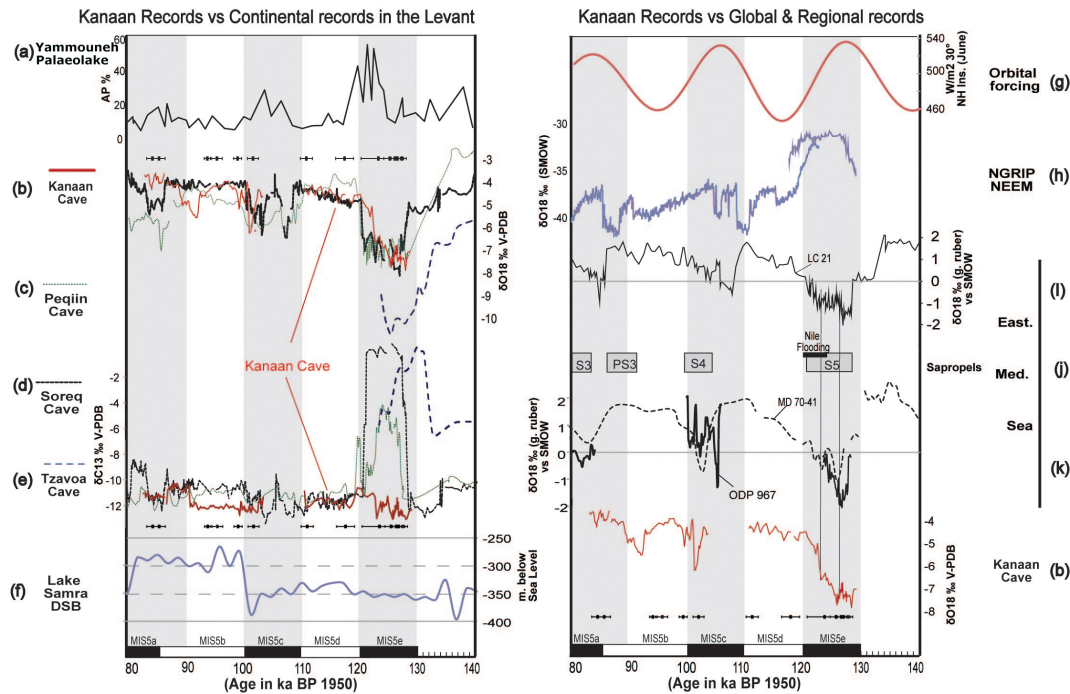 Kanaan Records vs Continental records in the Levant
(a)
Yammouneh
Palaeolake
AP %
60
40
20
0
(b)
Kanaan
Cave
-3
-4
-5
-6
-7
-8
-9
-10
δO18 ‰ V-PDB
(c)
Peqiin
Cave
Kanaan Cave
(d)
Soreq
Cave
-2
-4
-6
-8
-10
-12
δC13 ‰ V-PDB
(e)
Tzavoa
Cave
(f)
Lake
Samra
DSB
-250
-300
-350
-400
m. below
Sea Level
MIS5a
MIS5b
MIS5c
MIS5d
MIS5e
80
90
100
110
120
130
140
(Age in ka BP 1950)
Kanaan Records vs Global & Regional records
540
500
460
W/m2 30°
NH Ins. (June)
Orbital
forcing
(g)
-30
-35
-40
δO18 ‰ (SMOW)
NGRIP
NEEM
(h)
2
1
0
-1
-2
δO18 ‰ (g. ruber)
vs SMOW
LC 21
(I)
East.
Nile
Flooding
S3
PS3
S4
S5
Sapropels
Med.
(j)
2
1
0
-1
-2
δO18 ‰ (g. ruber)
vs SMOW
MD 70-41
ODP 967
Sea
(k)
-4
-5
-6
-7
-8
δO18 ‰ V-PDB
Kanaan
Cave
(b)
MIS5a
MIS5b
MIS5c
MIS5d
MIS5e
80
90
100
110
120
130
140
(Age in ka BP 1950)